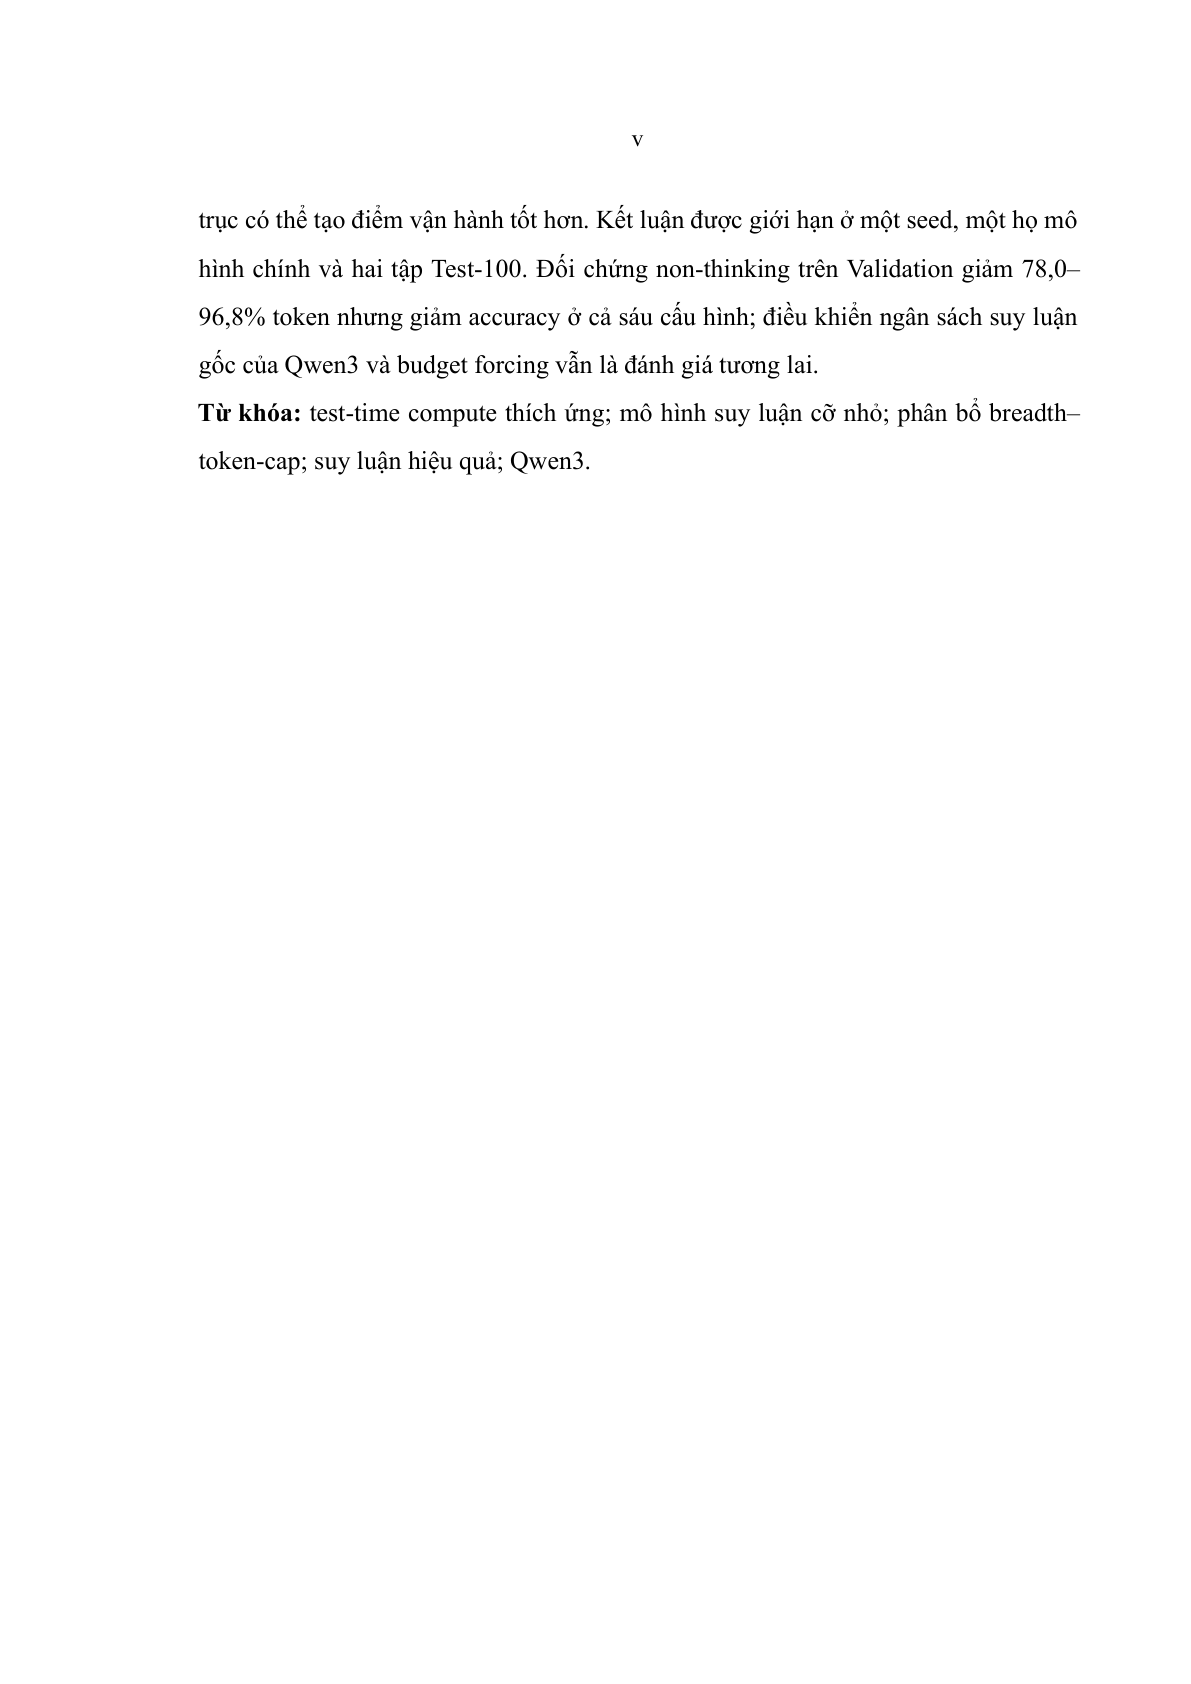 v
trục có thể tạo điểm vận hành tốt hơn. Kết luận được giới hạn ở một seed, một họ mô
hình chính và hai tập Test-100. Đối chứng non-thinking trên Validation giảm 78,0–
96,8% token nhưng giảm accuracy ở cả sáu cấu hình; điều khiển ngân sách suy luận
gốc của Qwen3 và budget forcing vẫn là đánh giá tương lai.
Từ khóa: test-time compute thích ứng; mô hình suy luận cỡ nhỏ; phân bổ breadth–
token-cap; suy luận hiệu quả; Qwen3.